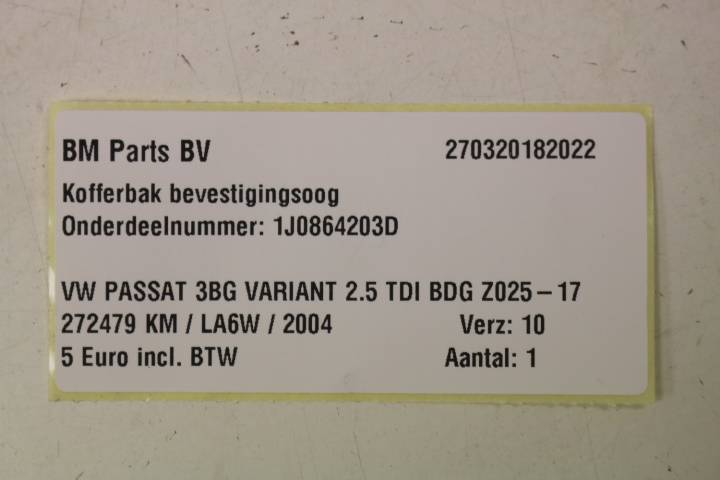 BM Parts BV 270320182022
Kofferbak bevestigingsoog
Onderdeelnummer: 1J0864203D
VW PASSAT 3BG VARIANT 2.5 TDI BDG Z025-17
272479 KM / LA6W / 2004 Verz: 10
5 Euro incl. BTW Aantal: 1